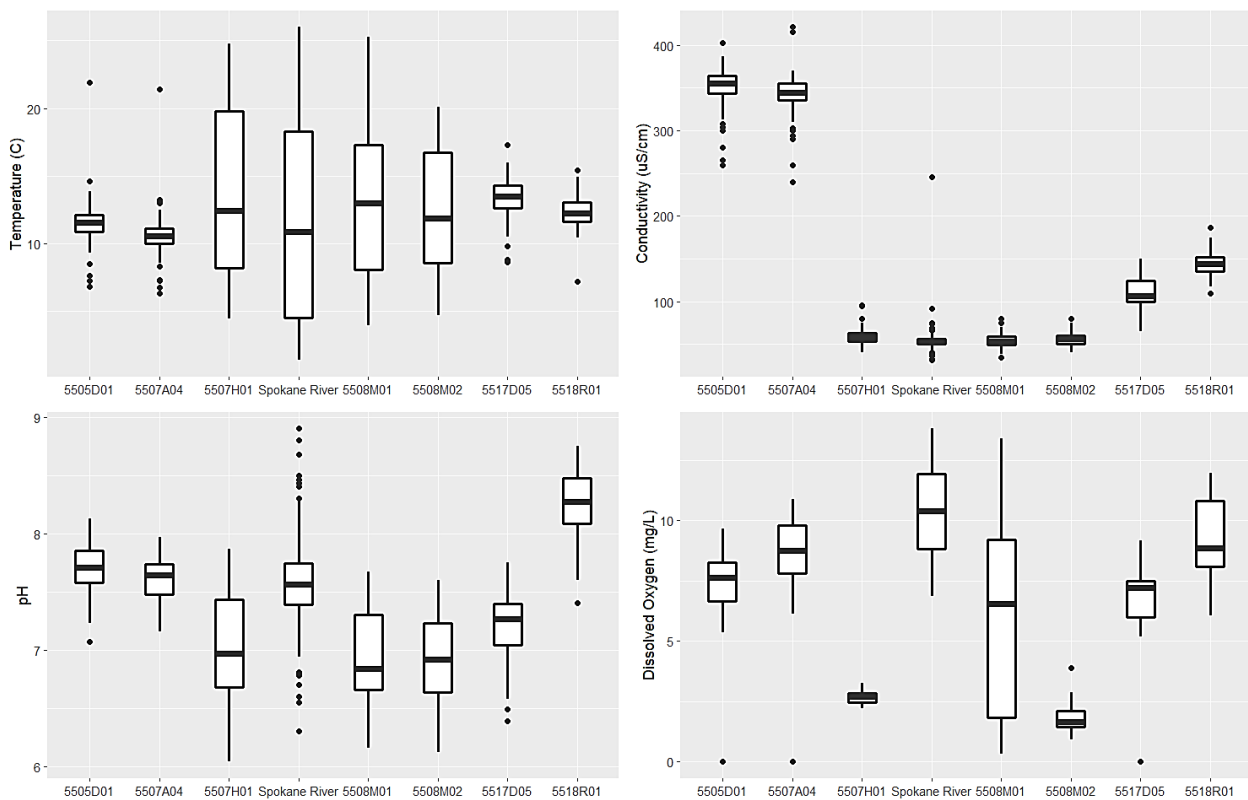 Temperature (C)
20
10
5505D01 5507A04 5507H01 Spokane River 5508M01 5508M02 5517D05 5518R01
Conductivity (uS/cm)
400
300
200
100
5505D01 5507A04 5507H01 Spokane River 5508M01 5508M02 5517D05 5518R01
pH
9
8
7
6
5505D01 5507A04 5507H01 Spokane River 5508M01 5508M02 5517D05 5518R01
Dissolved Oxygen (mg/L)
10
5
0
5505D01 5507A04 5507H01 Spokane River 5508M01 5508M02 5517D05 5518R01